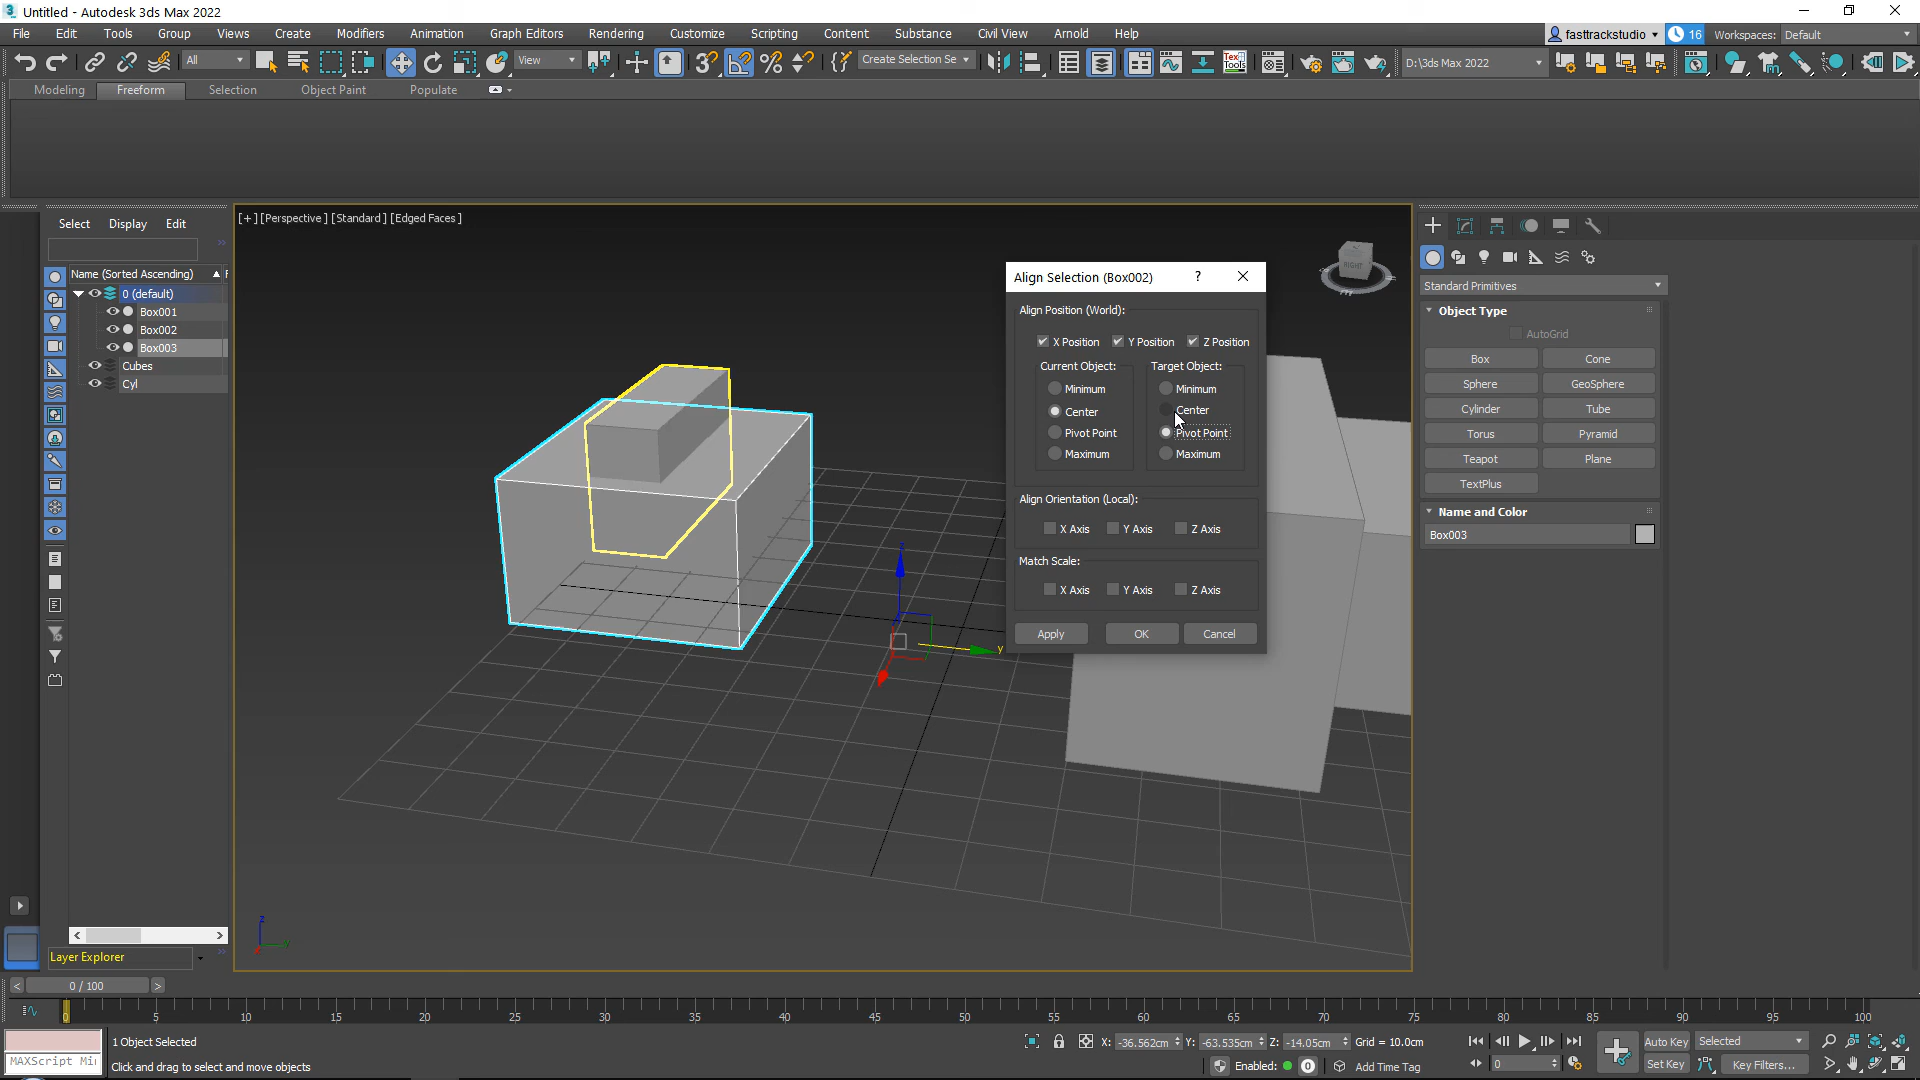 Untitled - Autodesk 3ds Max 2022
File Edit Tools Group Views Create Modifiers Animation Graph Editors Rendering Customize Scripting Content Substance Civil View Arnold Help
fasttrackstudio 16 Workspaces: Default
All View Create Selection Se D:\3ds Max 2022
Modeling Freeform Selection Object Paint Populate
Select Display Edit
[+] [Perspective] [Standard] [Edged Faces]
Name (Sorted Ascending)
0 (default)
Box001
Box002
Box003
Cubes
Cyl
RIGHT
Align Selection (Box002) ?
Align Position (World):
X Position Y Position Z Position
Current Object: Target Object:
Minimum Minimum
Center Center
Pivot Point Pivot Point
Maximum Maximum
Align Orientation (Local):
X Axis Y Axis Z Axis
Match Scale:
X Axis Y Axis Z Axis
Apply OK Cancel
z
y
z
Standard Primitives
Object Type
AutoGrid
Box Cone
Sphere GeoSphere
Cylinder Tube
Torus Pyramid
Teapot Plane
TextPlus
Name and Color
Box003
Layer Explorer
0 / 100
0 5 10 15 20 25 30 35 40 45 50 55 60 65 70 75 80 85 90 95 100
1 Object Selected
MAXScript Mi
Click and drag to select and move objects
X: -36.562cm Y: -63.535cm Z: -14.05cm Grid = 10.0cm
Enabled: 0 Add Time Tag
0
Auto Key Selected
Set Key Key Filters...